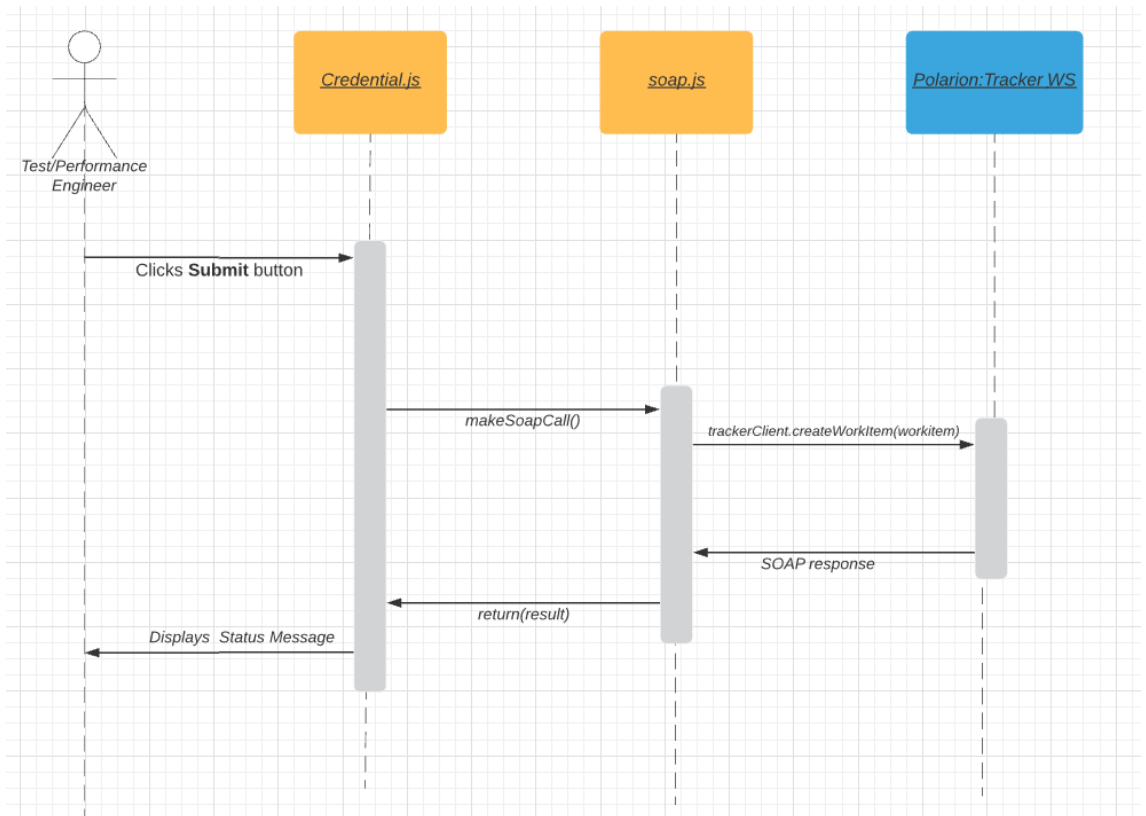 Credential.js
soap.js
Polarion:Tracker WS
Test/Performance
Engineer
Clicks Submit button
makeSoapCall()
trackerClient.createWorkItem(workitem)
SOAP response
return(result)
Displays Status Message